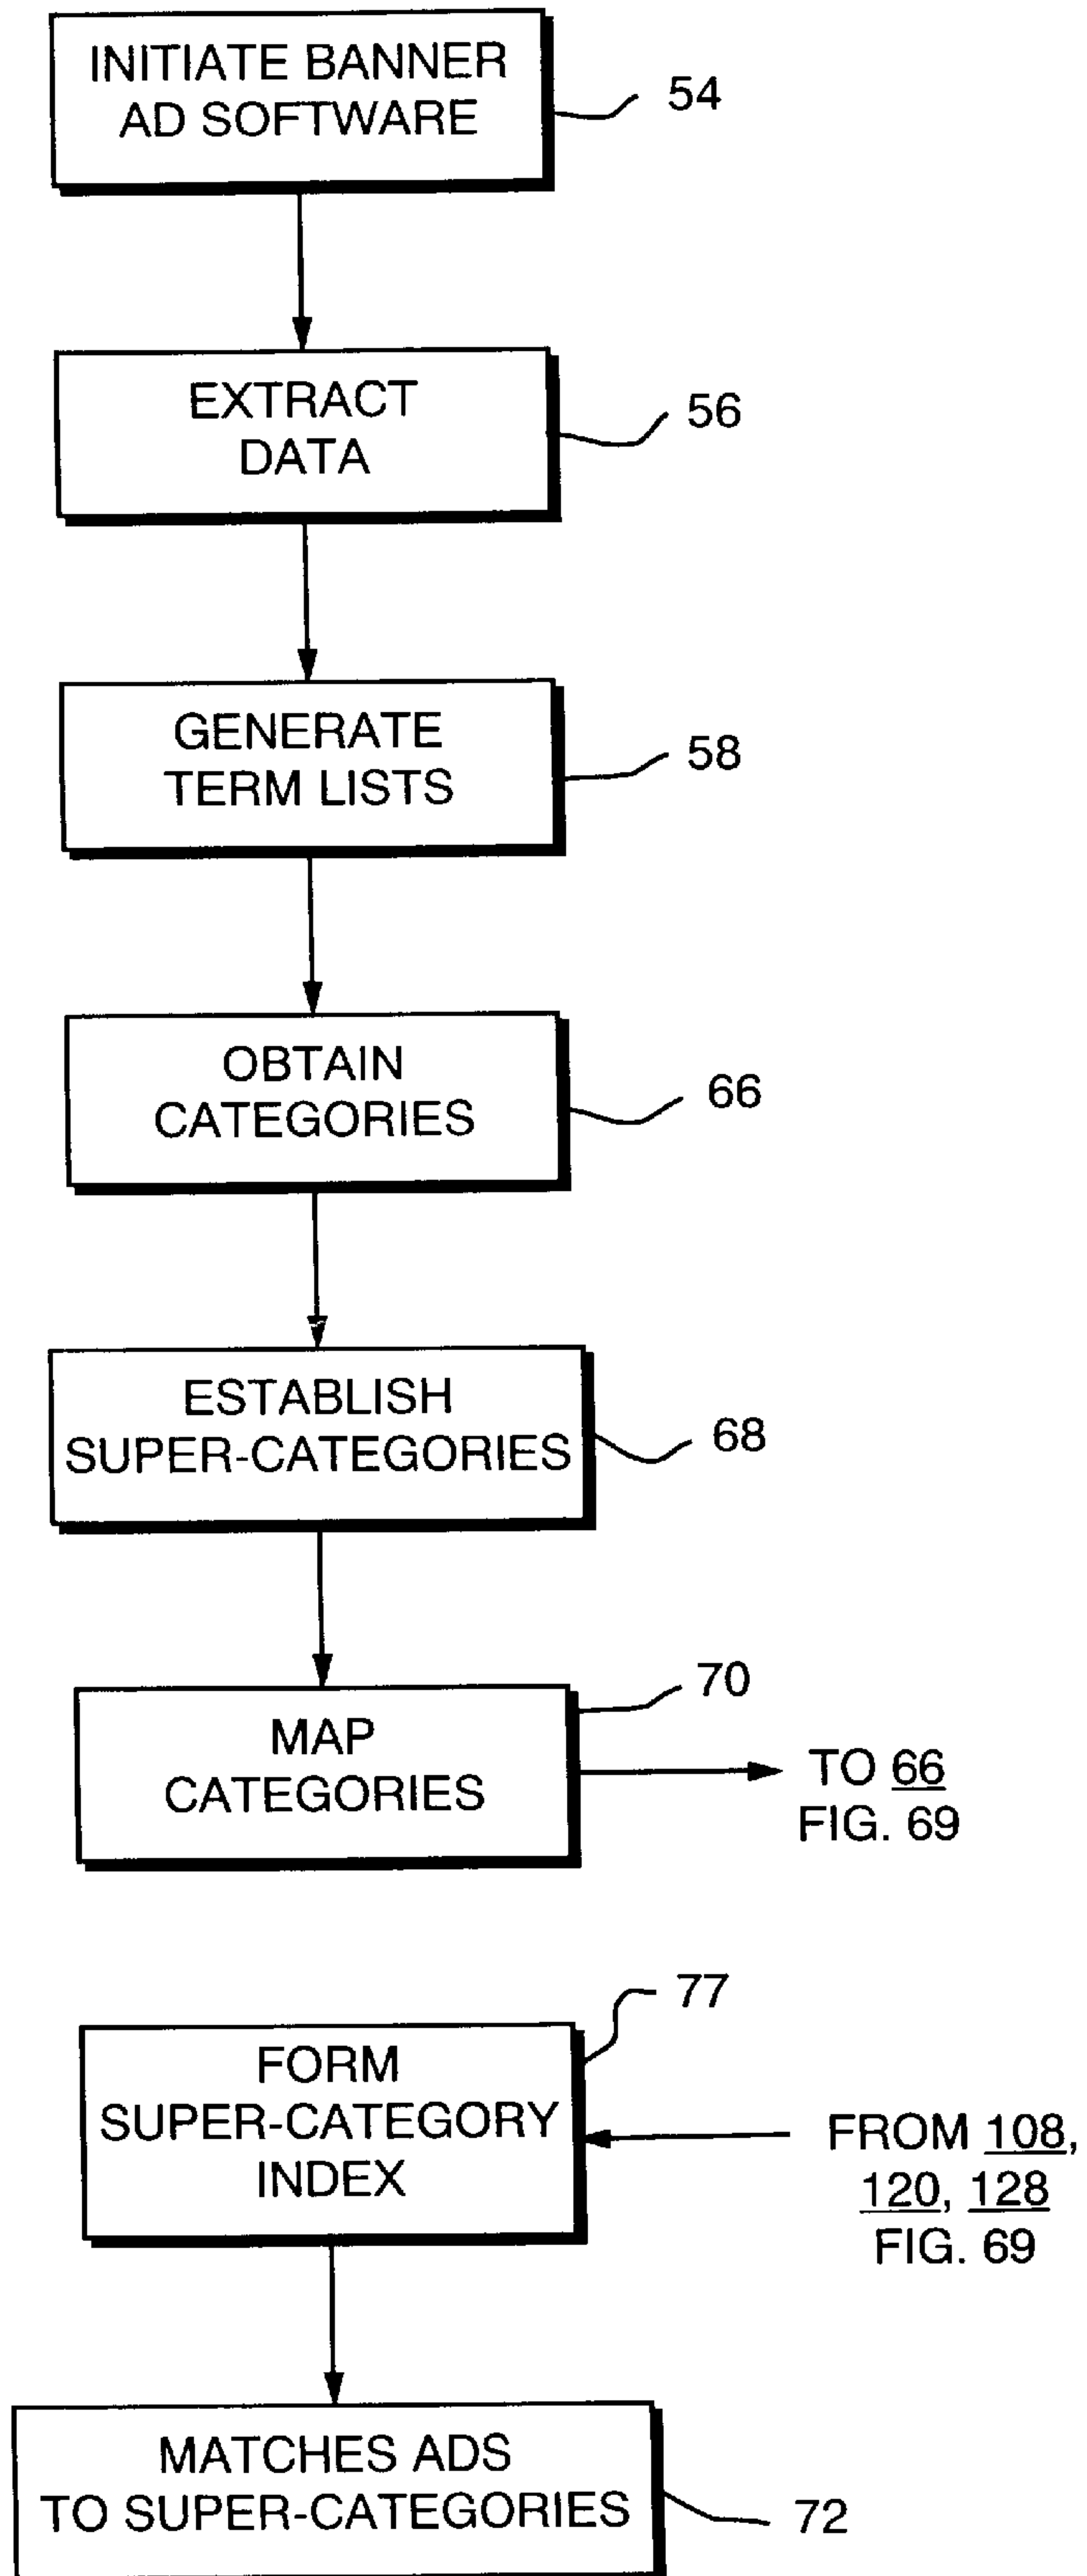 INITIATE BANNER
AD SOFTWARE
54
EXTRACT
DATA
56
GENERATE
TERM LISTS
58
OBTAIN
CATEGORIES
66
ESTABLISH
SUPER-CATEGORIES
68
MAP
CATEGORIES
70
TO 66
FIG. 69
FORM
SUPER-CATEGORY
INDEX
77
FROM 108,
120, 128
FIG. 69
MATCHES ADS
TO SUPER-CATEGORIES
72